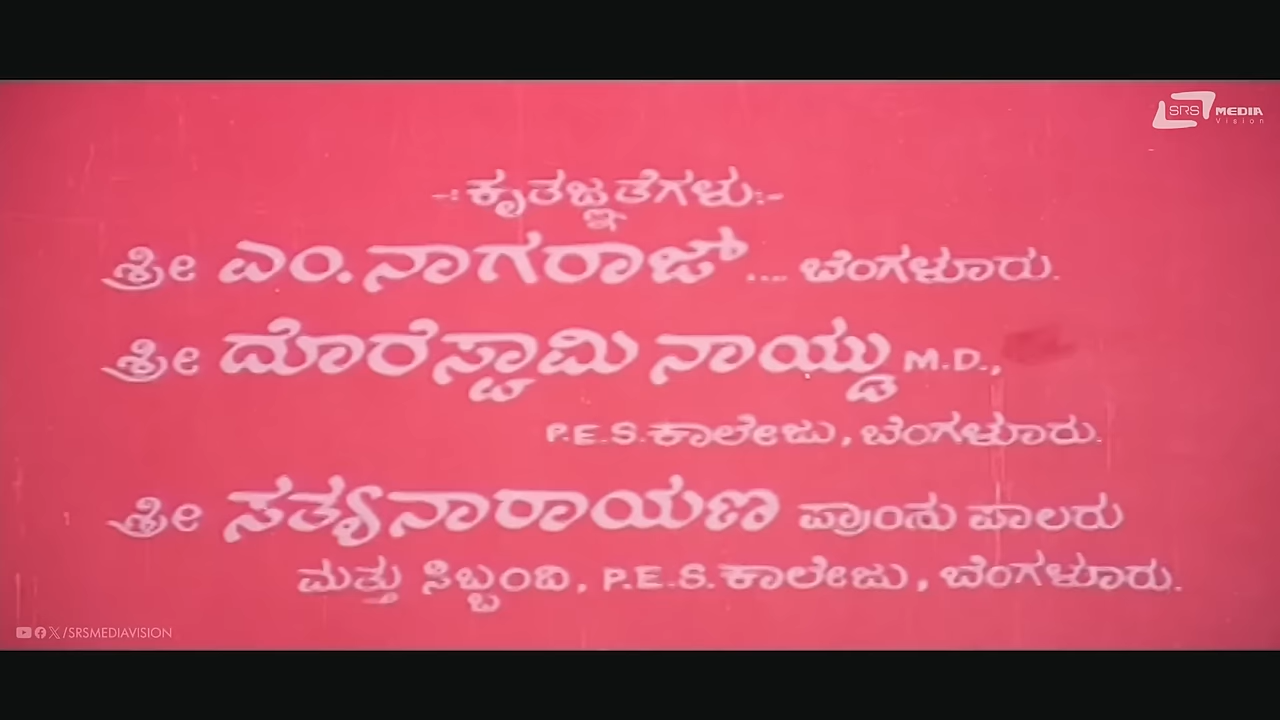 SRS MEDIA
Vision
-:ಕೃತಜ್ಞತೆಗಳು:-
ಶ್ರೀ ಎಂ.ನಾಗರಾಜ್... ಬೆಂಗಳೂರು.
ಶ್ರೀ ದೊರೆಸ್ವಾಮಿ ನಾಯ್ಡು M.D.,
P.E.S.ಕಾಲೇಜು, ಬೆಂಗಳೂರು.
ಶ್ರೀ ಸತ್ಯನಾರಾಯಣ ಪ್ರಾಂಸು ಪಾಲರು
ಮತ್ತು ಸಿಬ್ಬಂದಿ, P.E.S.ಕಾಲೇಜು, ಬೆಂಗಳೂರು.
/SRSMEDIAVISION